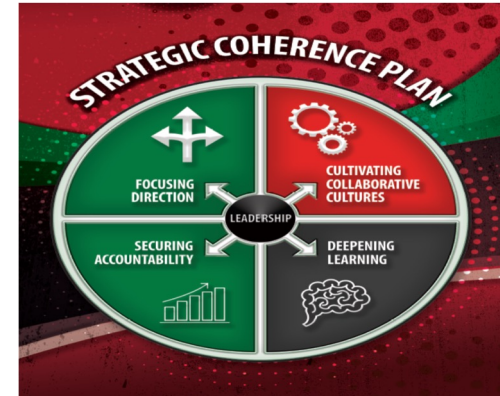 STRATEGIC COHERENCE PLAN
FOCUSING
DIRECTION
CULTIVATING
COLLABORATIVE
CULTURES
LEADERSHIP
SECURING
ACCOUNTABILITY
DEEPENING
LEARNING